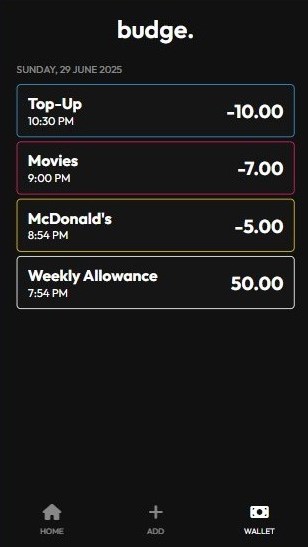 budge.
SUNDAY, 29 JUNE 2025
Top-Up
10:30 PM
-10.00
Movies
9:00 PM
-7.00
McDonald's
8:54 PM
-5.00
Weekly Allowance
7:54 PM
50.00
HOME
ADD
WALLET